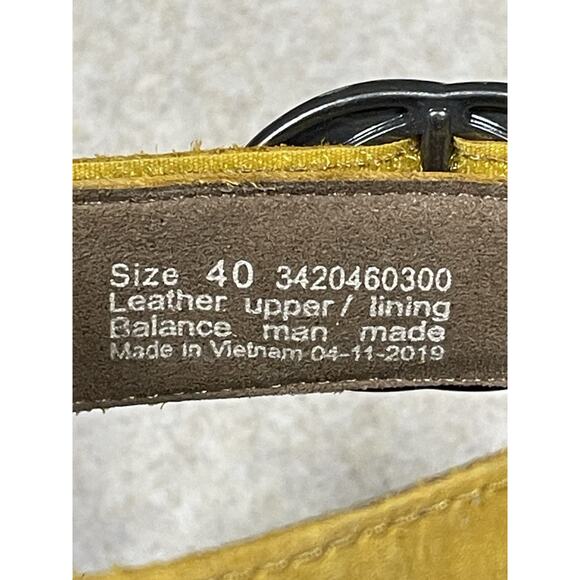 Size 40 3420460300
Leather upper/ lining
Balance man made
Made in Vietnam 04-11-2019